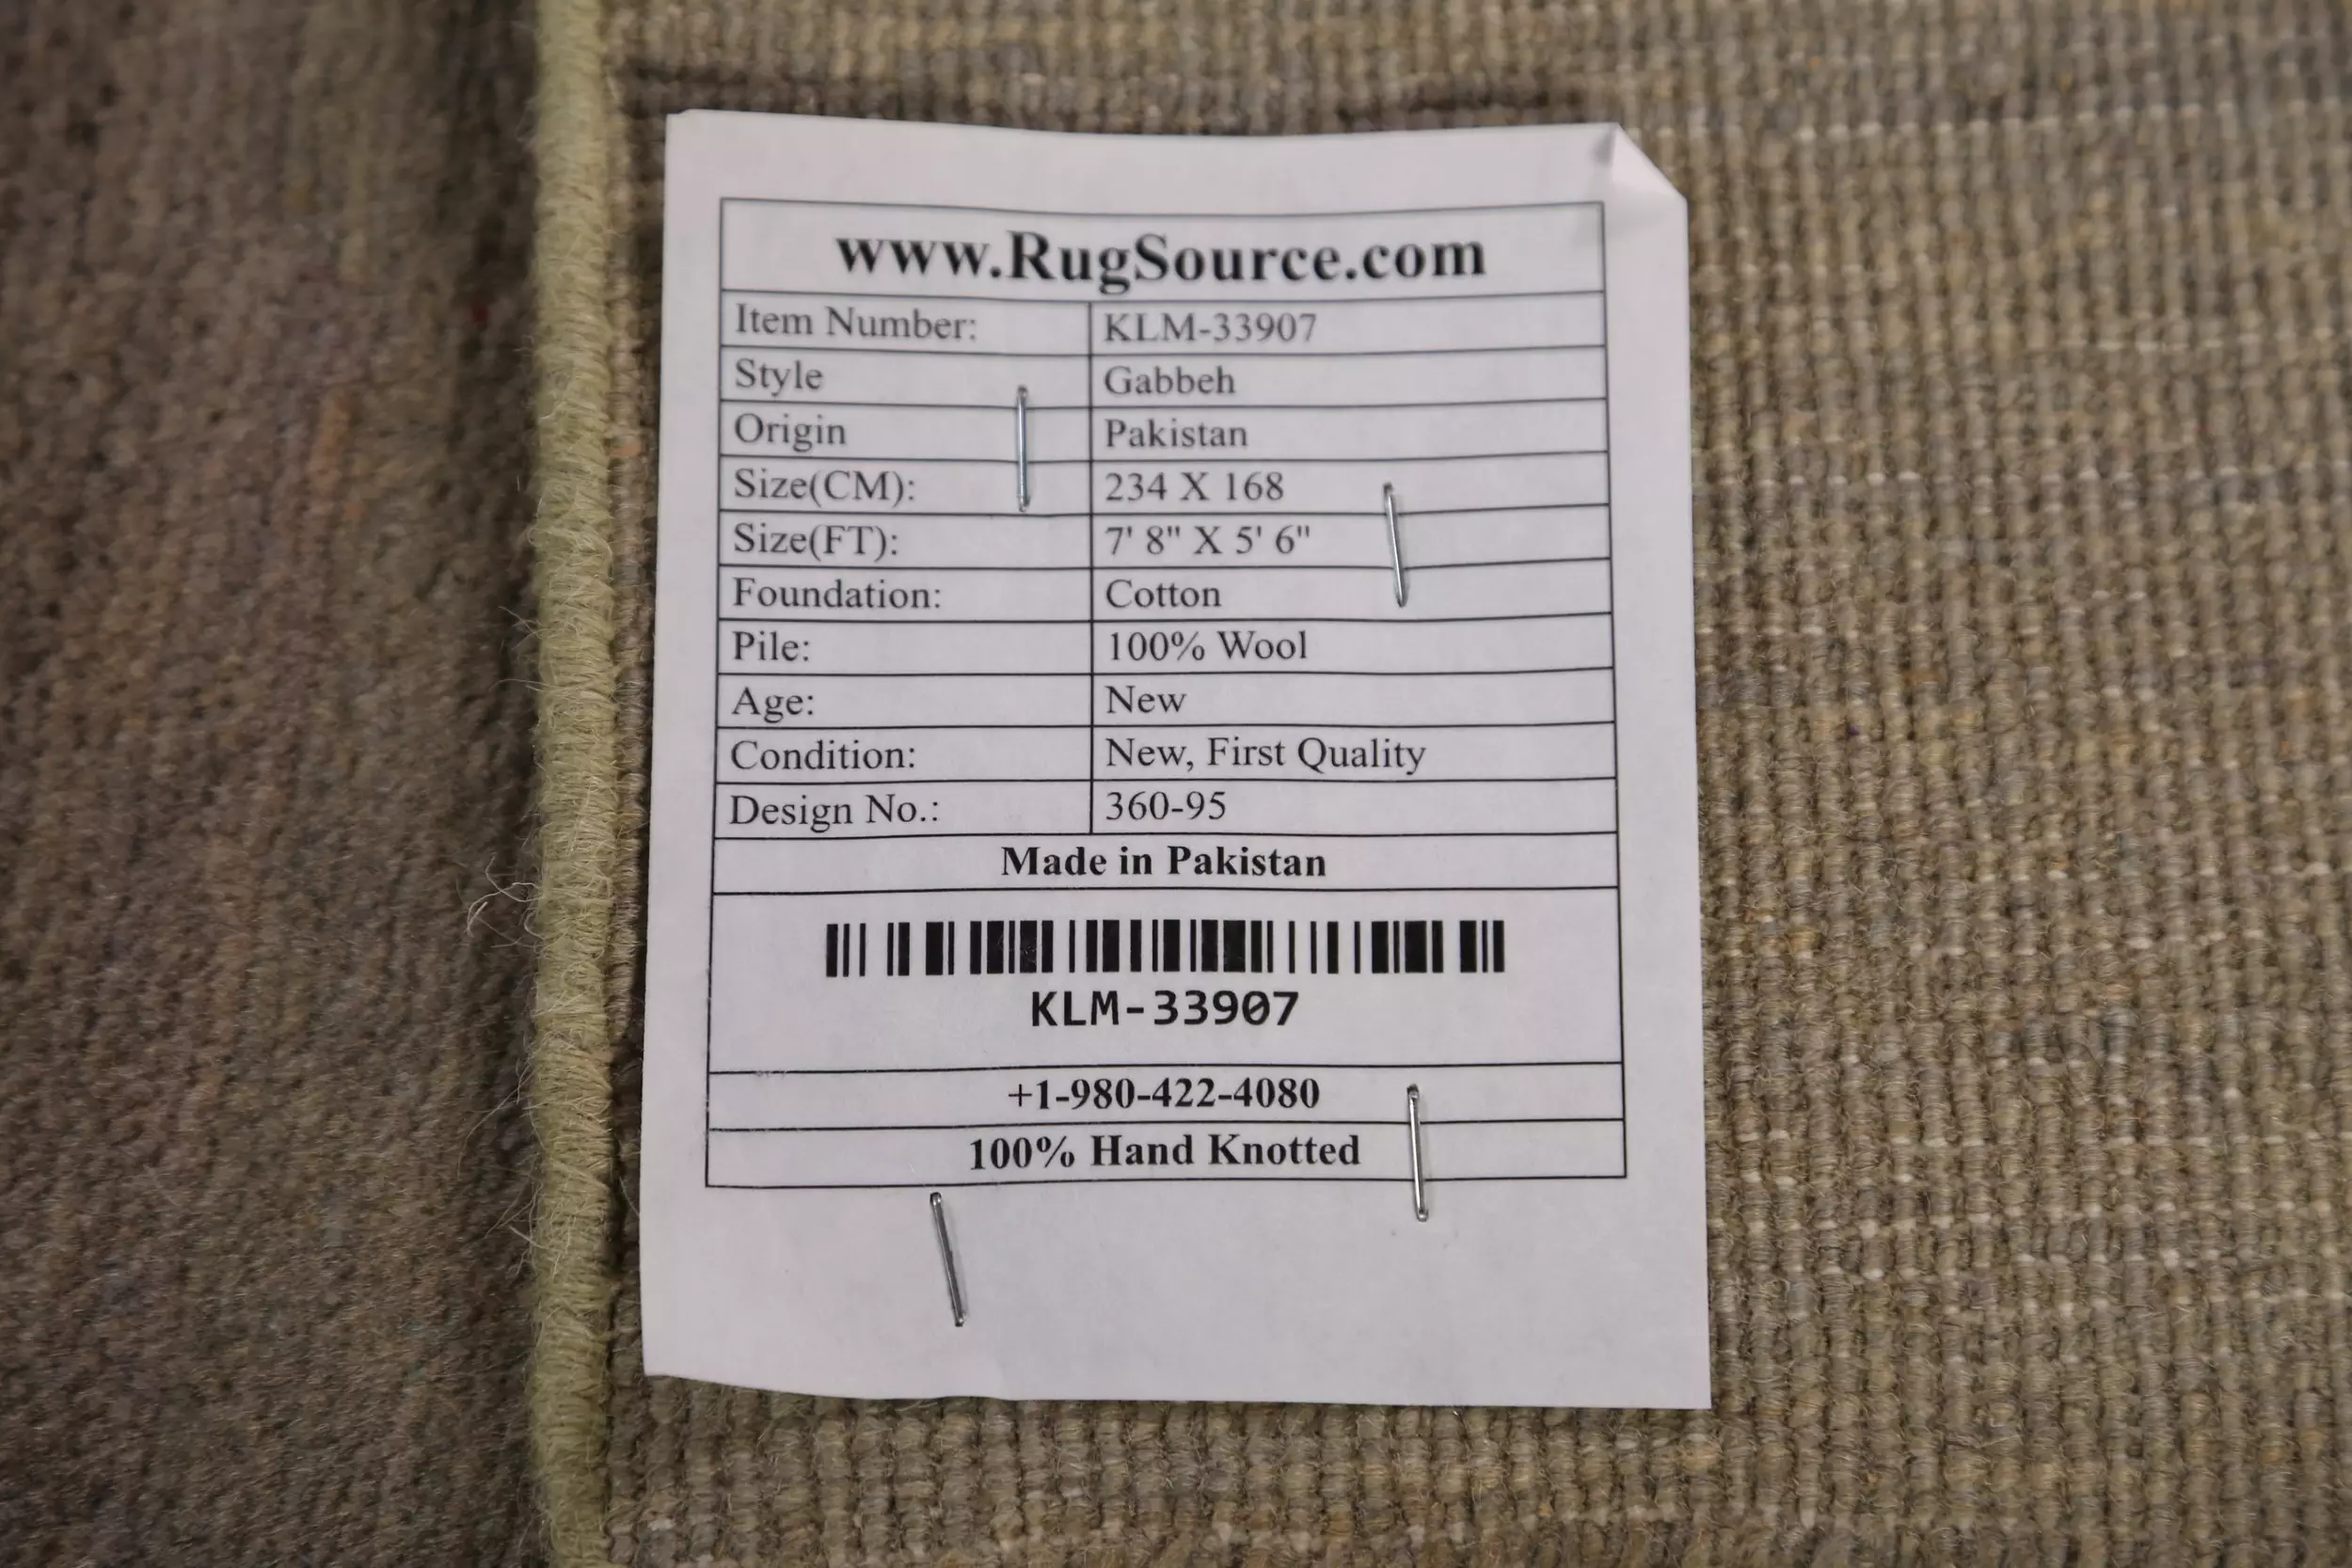 www.RugSource.com
Item Number: KLM-33907
Style Gabbeh
Origin Pakistan
Size(CM): 234 X 168
Size(FT): 7' 8" X 5' 6"
Foundation: Cotton
Pile: 100% Wool
Age: New
Condition: New, First Quality
Design No.: 360-95
Made in Pakistan
KLM-33907
+1-980-422-4080
100% Hand Knotted